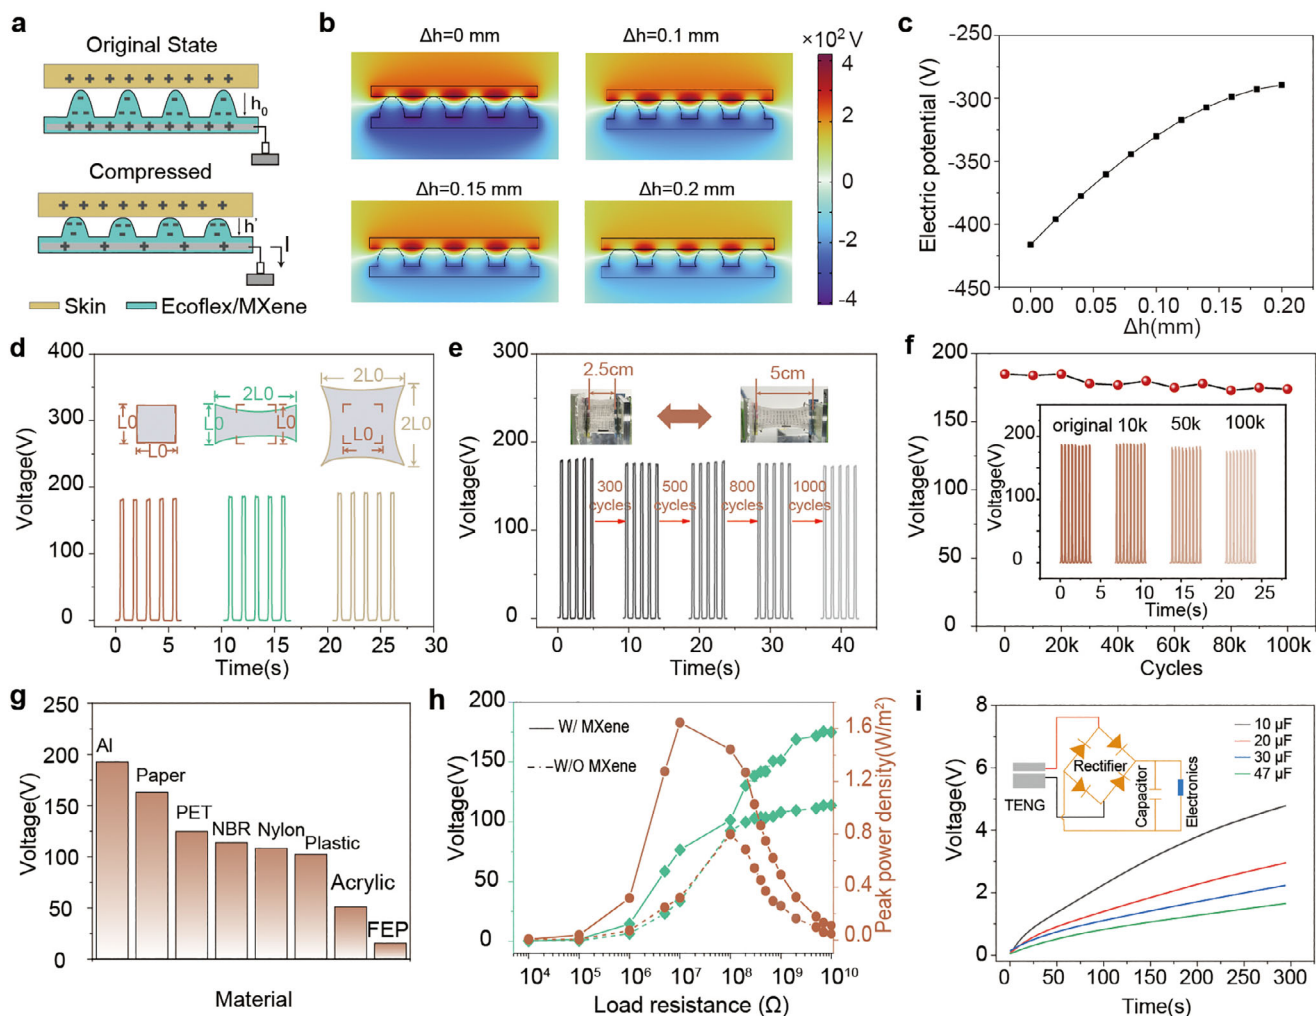 a
Original State
h0
Compressed
h'
I
Skin
Ecoflex/MXene
b
Δh=0 mm
Δh=0.1 mm
×10² V
Δh=0.15 mm
Δh=0.2 mm
4
2
0
-2
-4
c
-250
-300
-350
-400
-450
Electric potential (V)
0.00 0.05 0.10 0.15 0.20
Δh(mm)
d
400
300
200
100
0
Voltage(V)
L0
L0
2L0
L0
L0
2L0
2L0
L0
0 5 10 15 20 25 30
Time(s)
e
300
200
100
0
Voltage(V)
2.5cm
5cm
300 cycles
500 cycles
800 cycles
1000 cycles
0 10 20 30 40
Time(s)
f
200
150
100
50
0
Voltage(V)
original 10k 50k 100k
200
150
100
0
Voltage(V)
0 5 10 15 20 25
Time(s)
0 20k 40k 60k 80k 100k
Cycles
g
250
200
150
100
50
0
Voltage(V)
Al
Paper
PET
NBR
Nylon
Plastic
Acrylic
FEP
Material
h
200
150
100
50
0
Voltage(V)
W/ MXene
W/O MXene
1.6
1.2
0.8
0.4
0.0
Peak power density(W/m²)
10⁴ 10⁵ 10⁶ 10⁷ 10⁸ 10⁹ 10¹⁰
Load resistance (Ω)
i
8
6
4
2
0
Voltage(V)
TENG
Rectifier
Capacitor
Electronics
10 μF
20 μF
30 μF
47 μF
0 50 100 150 200 250 300
Time(s)